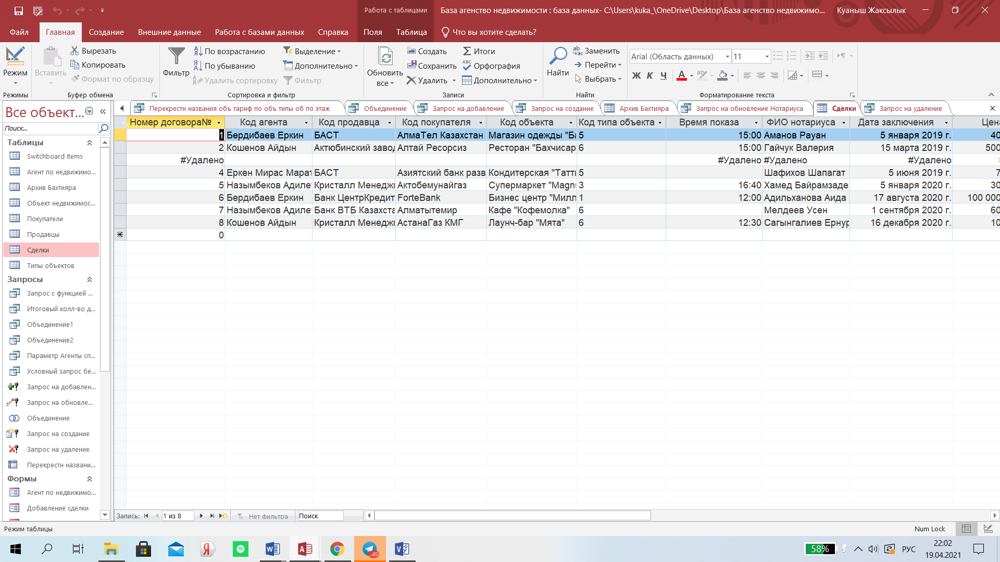 Работа с таблицами
База агенство недвижимости : база данных- C:\Users\kuka_\OneDrive\Desktop\База агенство недвижимо...
Куаныш Жаксылык
Файл Главная Создание Внешние данные Работа с базами данных Справка Поля Таблица Что вы хотите сделать?
Режим
Режимы
Вставить
Вырезать
Копировать
Формат по образцу
Буфер обмена
Фильтр
По возрастанию
По убыванию
Удалить сортировку
Выделение
Дополнительно
Фильтр
Сортировка и фильтр
Обновить
все
Создать
Сохранить
Удалить
Итоги
Орфография
Дополнительно
Записи
Найти
Заменить
Перейти
Выбрать
Найти
Arial (Область данных) 11
Ж К Ч
Форматирование текста
Все объект...
Поиск...
Таблицы
Switchboard Items
Агент по недвижимо...
Архив Бахтияра
Объект недвижимос...
Покупатели
Продавцы
Сделки
Типы объектов
Запросы
Запрос с функцией ...
Итоговый колл-во д...
Объединение1
Объединение2
Параметр Агенты сп...
Условный запрос бе...
Запрос на добавлен...
Запрос на обновле...
Объединение
Запрос на создание
Запрос на удаление
Перекрестн названи...
Формы
Агент по недвижимо...
Добавление сделки
Перекрестн названия объ тариф по объ типы об по этаж Объединение Запрос на добавление Запрос на создание Архив Бахтияра Запрос на обновление Нотариуса Сделки Запрос на удаление
Номер договора№ Код агента Код продавца Код покупателя Код объекта Код типа объекта Время показа ФИО нотариуса Дата заключения Цен
1 Бердибаев Еркин БАСТ АлмаТел Казахстан Магазин одежды "Ба 5 15:00 Аманов Рауан 5 января 2019 г. 40
2 Кошенов Айдын Актюбинский завод Алтай Ресорсиз Ресторан "Бахчисар 6 15:00 Гайчук Валерия 15 марта 2019 г. 500
#Удалено #Удалено #Удалено #Удалено
4 Еркен Мирас Марат БАСТ Азиятский банк разв Кондитерская "Татти 5 Шафихов Шапагат 5 июня 2019 г. 7
5 Назымбеков Адилет Кристалл Менеджм Актобемунайгаз Супермаркет "Magnu 3 16:40 Хамед Байрамзаде 5 января 2020 г. 30
6 Бердибаев Еркин Банк ЦентрКредит ForteBank Бизнес центр "Милл 1 12:00 Адильханова Аида 17 августа 2020 г. 100 000
7 Назымбеков Адилет Банк ВТБ Казахста Алматытемир Кафе "Кофемолка" 6 Мелдеев Усен 1 сентября 2020 г. 60
8 Кошенов Айдын Кристалл Менеджм АстанаГаз КМГ Лаунч-бар "Мята" 6 12:30 Сагынгалиев Ернур 16 декабря 2020 г. 10
0
Запись: 1 из 8 Нет фильтра Поиск
Режим таблицы
Num Lock
58%
РУС
22:02
19.04.2021